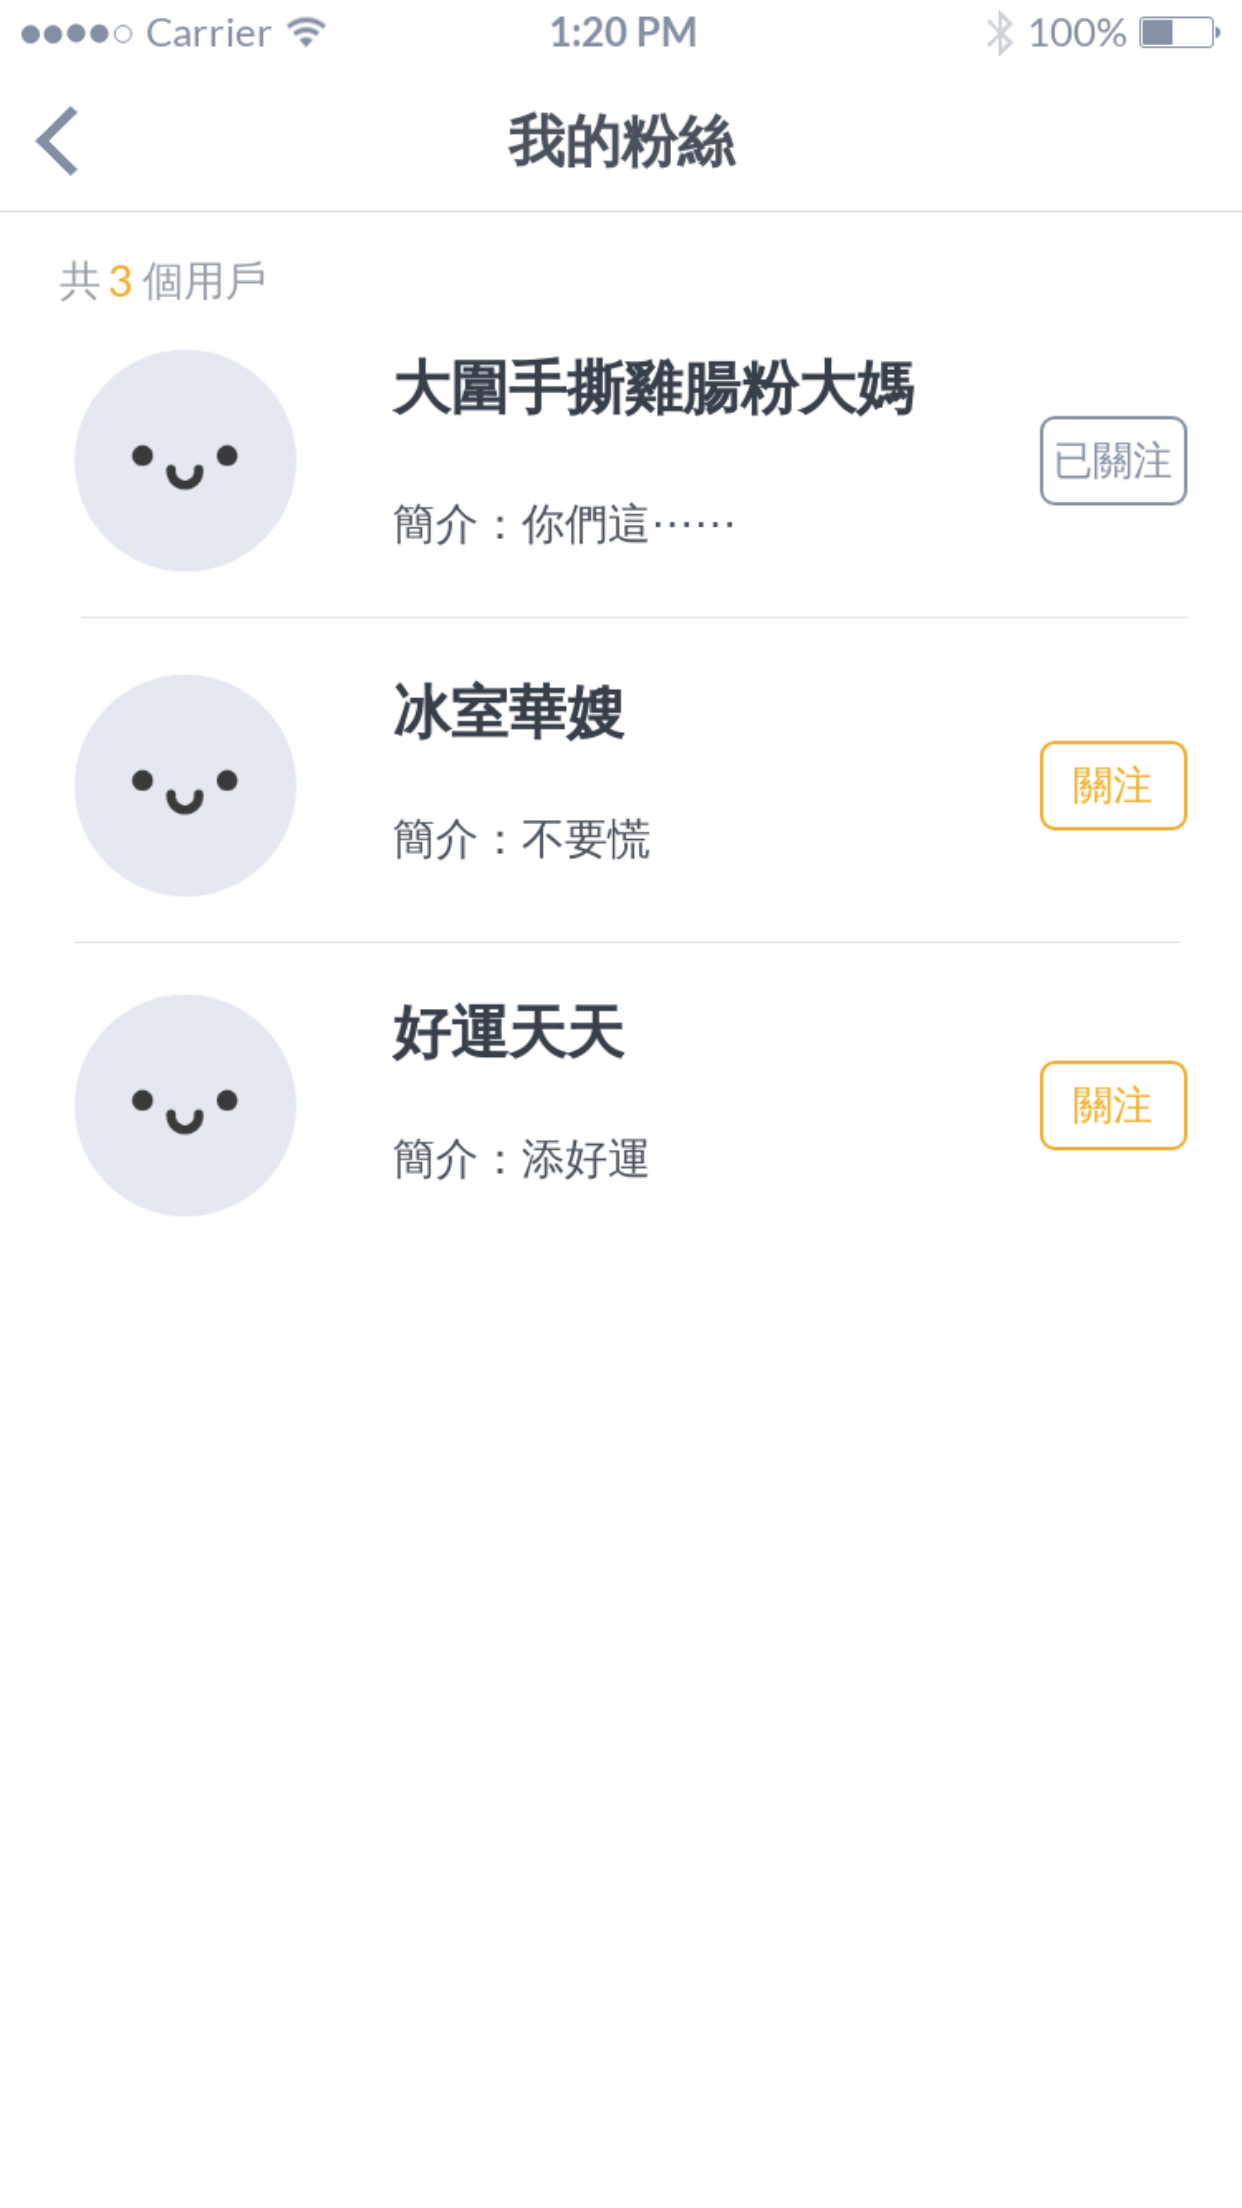 Carrier 1:20 PM 100%
我的粉絲
共 3 個用戶
大圍手撕雞腸粉大媽
已關注
簡介：你們這⋯⋯
冰室華嫂
關注
簡介：不要慌
好運天天
關注
簡介：添好運